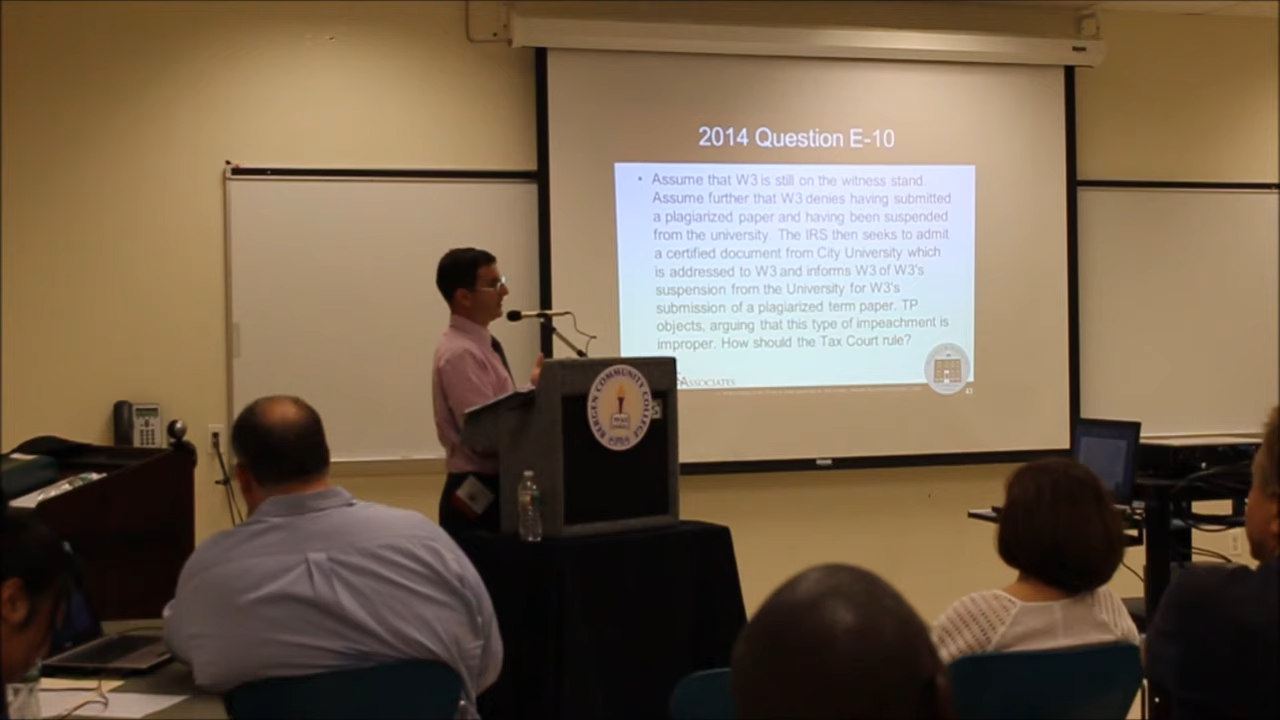 2014 Question E-10
• Assume that W3 is still on the witness stand.
Assume further that W3 denies having submitted
a plagiarized paper and having been suspended
from the university. The IRS then seeks to admit
a certified document from City University which
is addressed to W3 and informs W3 of W3's
suspension from the University for W3's
submission of a plagiarized term paper. TP
objects, arguing that this type of impeachment is
improper. How should the Tax Court rule?
ASSOCIATES
43
BERGEN COMMUNITY COLLEGE